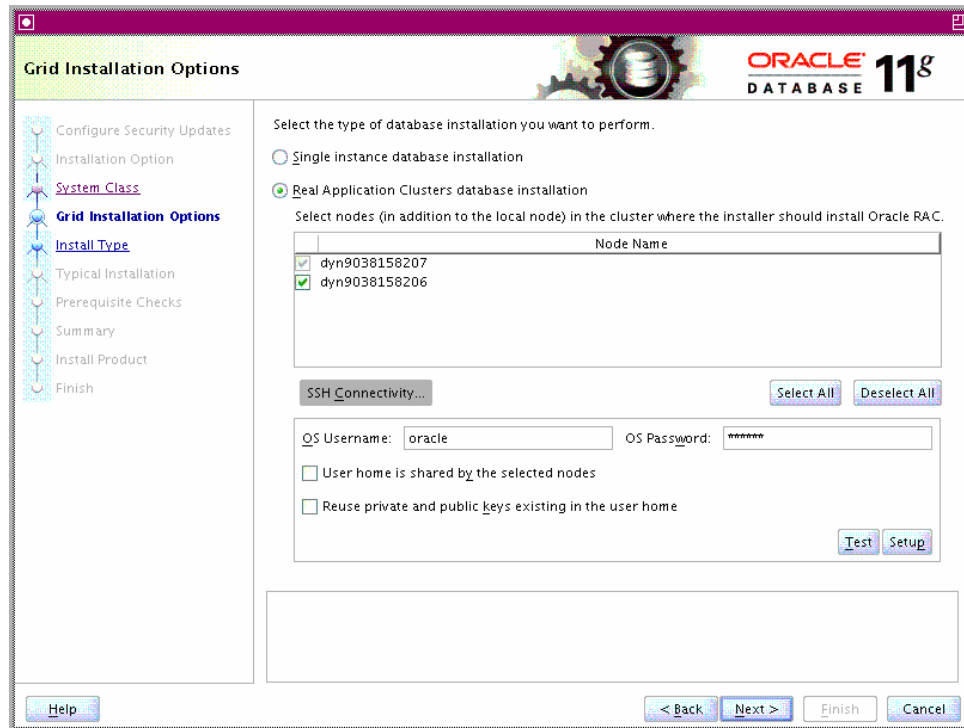 Grid Installation Options
ORACLE
DATABASE
11g
Configure Security Updates
Installation Option
System Class
Grid Installation Options
Install Type
Typical Installation
Prerequisite Checks
Summary
Install Product
Finish
Select the type of database installation you want to perform.
Single instance database installation
Real Application Clusters database installation
Select nodes (in addition to the local node) in the cluster where the installer should install Oracle RAC.
Node Name
dyn9038158207
dyn9038158206
SSH Connectivity...
Select All
Deselect All
OS Username: oracle
OS Password: ******
User home is shared by the selected nodes
Reuse private and public keys existing in the user home
Test
Setup
Help
< Back
Next >
Finish
Cancel